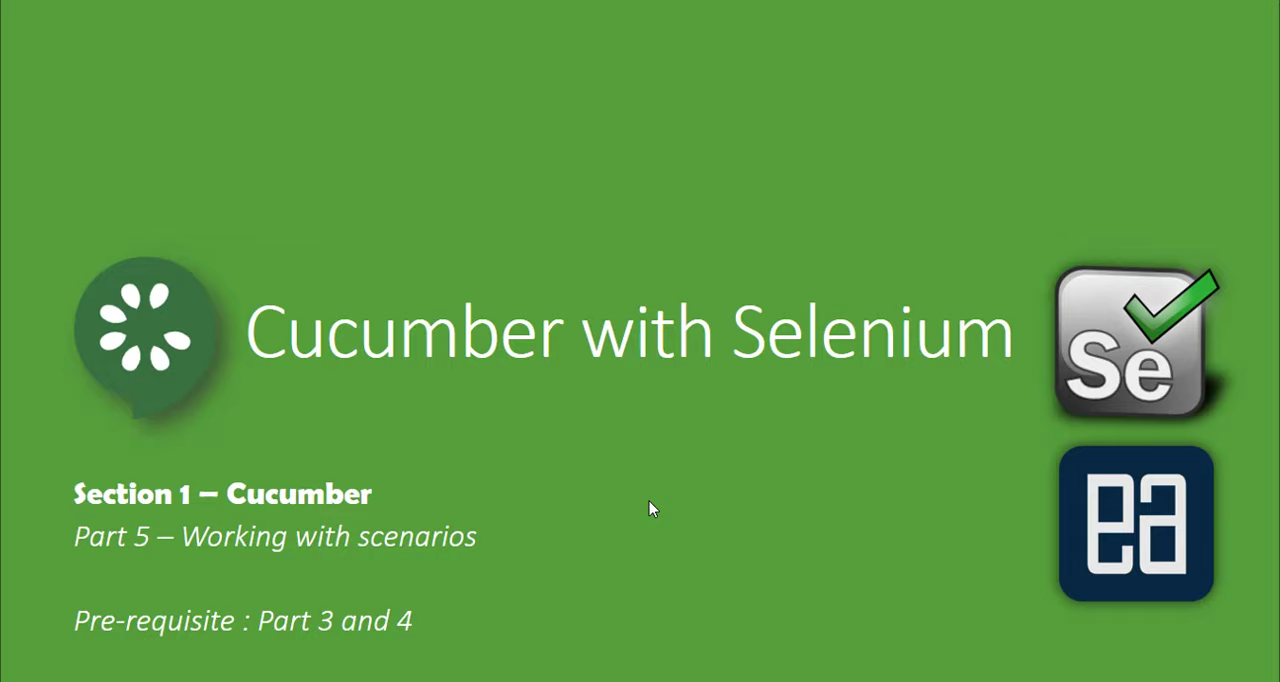 Cucumber with Selenium
Se
ea
Section 1 – Cucumber
Part 5 – Working with scenarios
Pre-requisite : Part 3 and 4